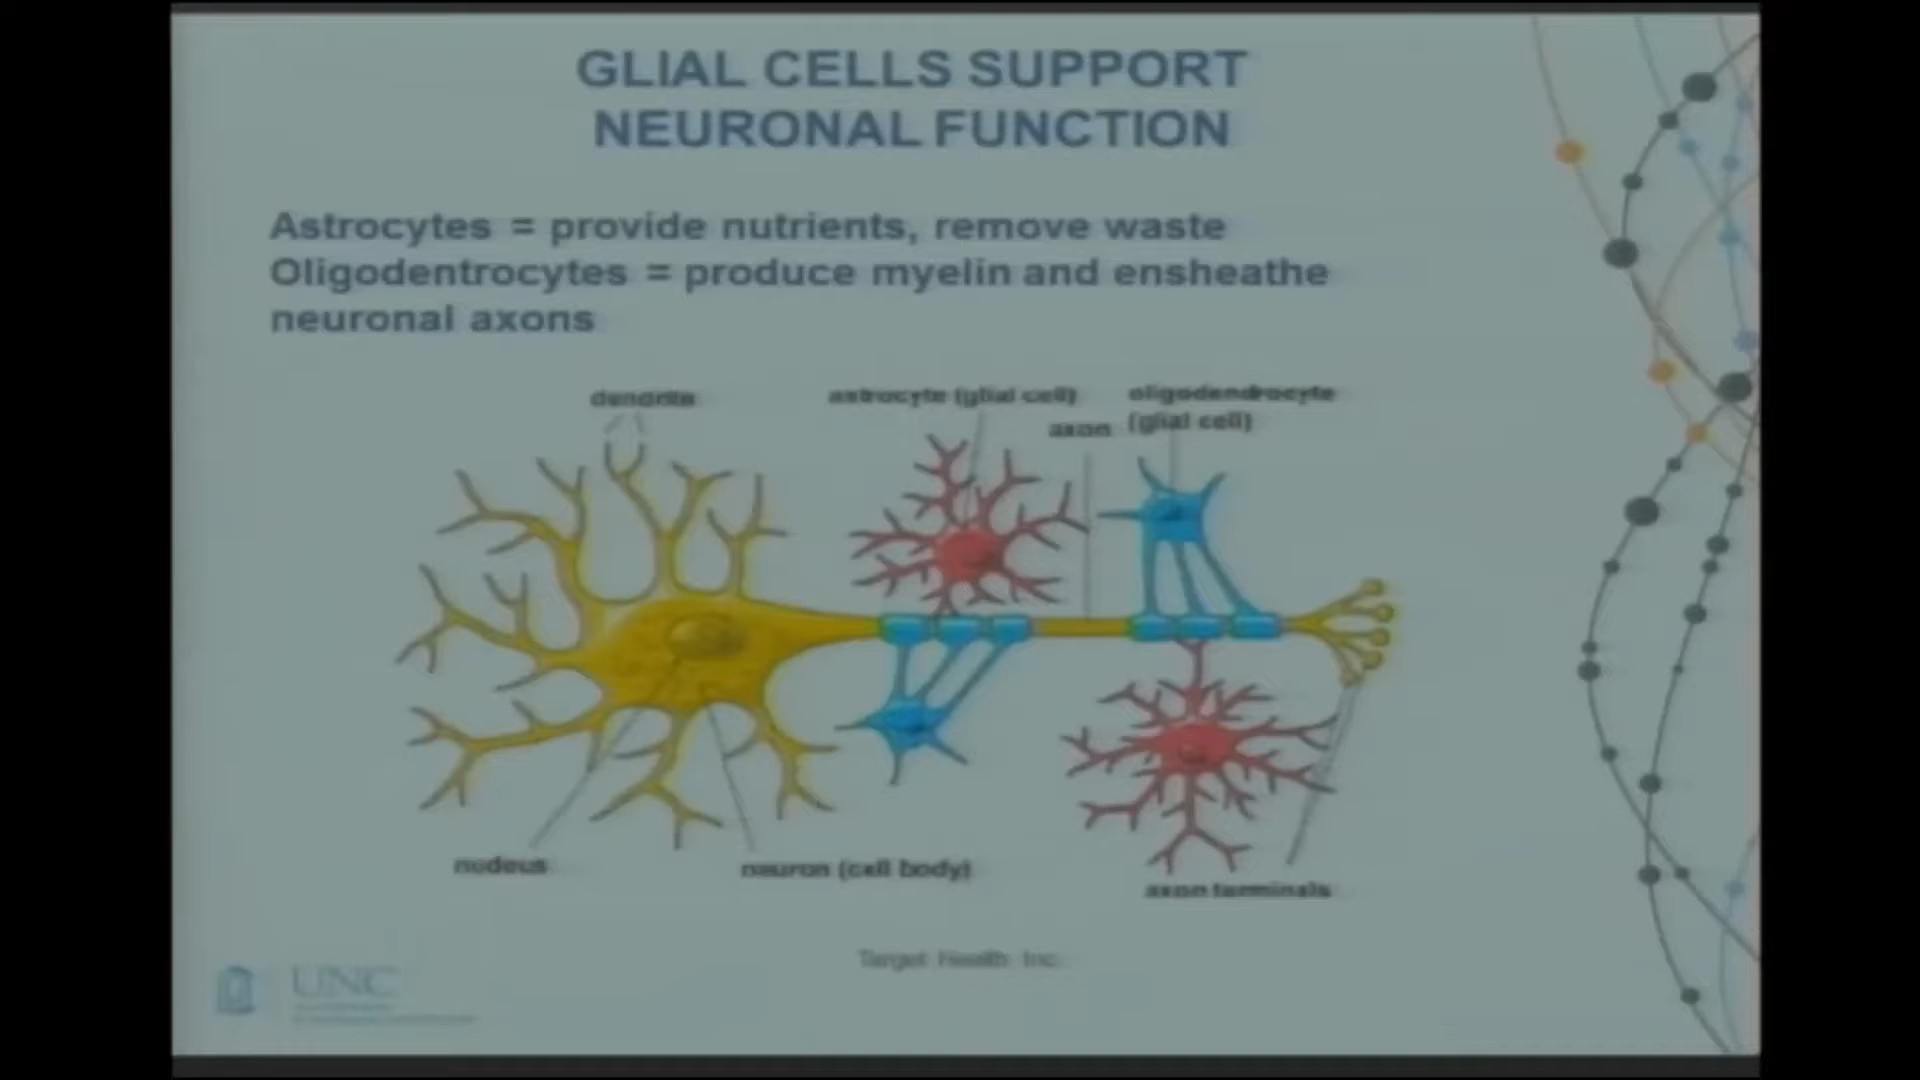 GLIAL CELLS SUPPORT
NEURONAL FUNCTION
Astrocytes = provide nutrients, remove waste
Oligodentrocytes = produce myelin and ensheathe
neuronal axons
dendrite
astrocyte (glial cell)
oligodendrocyte
(glial cell)
axon
nucleus
neuron (cell body)
axon terminals
Target Health Inc.
UNC